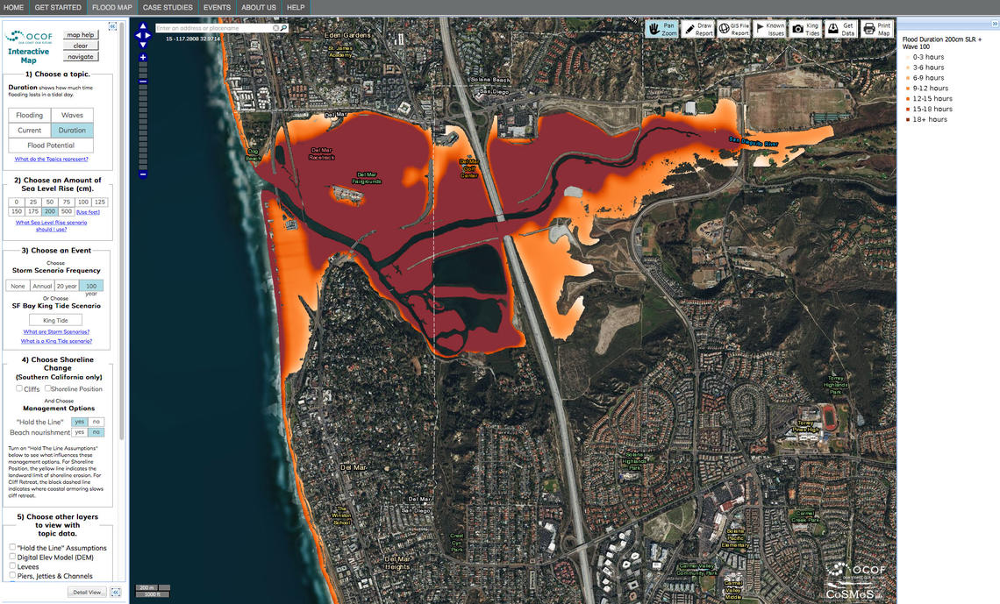 HOME GET STARTED FLOOD MAP CASE STUDIES EVENTS ABOUT US HELP
OCOF
OUR COAST OUR FUTURE
Interactive
Map
map help
clear
navigate
1) Choose a topic.
Duration shows how much time
flooding lasts in a tidal day.
Flooding Waves
Current Duration
Flood Potential
What do the Topics represent?
2) Choose an Amount of
Sea Level Rise (cm).
0 25 50 75 100 125
150 175 200 500 [Use feet]
What Sea Level Rise scenario
should I use?
3) Choose an Event
Choose
Storm Scenario Frequency
None Annual 20 year 100
year
Or Choose
SF Bay King Tide Scenario
King Tide
What are Storm Scenarios?
What is a King Tide scenario?
4) Choose Shoreline
Change
(Southern California only)
Cliffs Shoreline Position
And Choose
Management Options
"Hold the Line" yes no
Beach nourishment yes no
Turn an "Hold The Line Assumptions"
below to see what influences these
management options. For Shoreline
Position, the yellow line indicates the
landward limit of shoreline erosion. For
Cliff Retreat, the black dashed line
indicates where coastal armoring slows
cliff retreat.
5) Choose other layers
to view with
topic data.
"Hold the Line" Assumptions
Digital Elev Model (DEM)
Levees
Piers, Jetties & Channels
Detail View
Enter an address or placename
15 -117.2808 32.9714
Pan
Zoom
Draw
Report
GIS File
Report
Known
Issues
King
Tides
Get
Data
Print
Map
Eden Gardens
St James
Academy
Solana Beach
San Diego
Del Mar
Dog
Beach
Del Mar
Racetrack
Del Mar
Fairgrounds
Del Mar
Golf
Center
San Dieguito River
Torrey
Highlands
Park
Torrey
Pines High
Solana
Highlands
Park
Del Mar
Del Mar
San Diego
The
Winston
School
Crest
Cyn
Park
Del Mar
Heights
Carmel
Creek Park
Solana
Pacific
Elementary
Carmel Valley
Community Park
Carmel
Valley
Middle
200 m
1000 ft
OCOF
OUR COAST OUR FUTURE
CoSMoS
Flood Duration 200cm SLR +
Wave 100
0-3 hours
3-6 hours
6-9 hours
9-12 hours
12-15 hours
15-18 hours
18+ hours